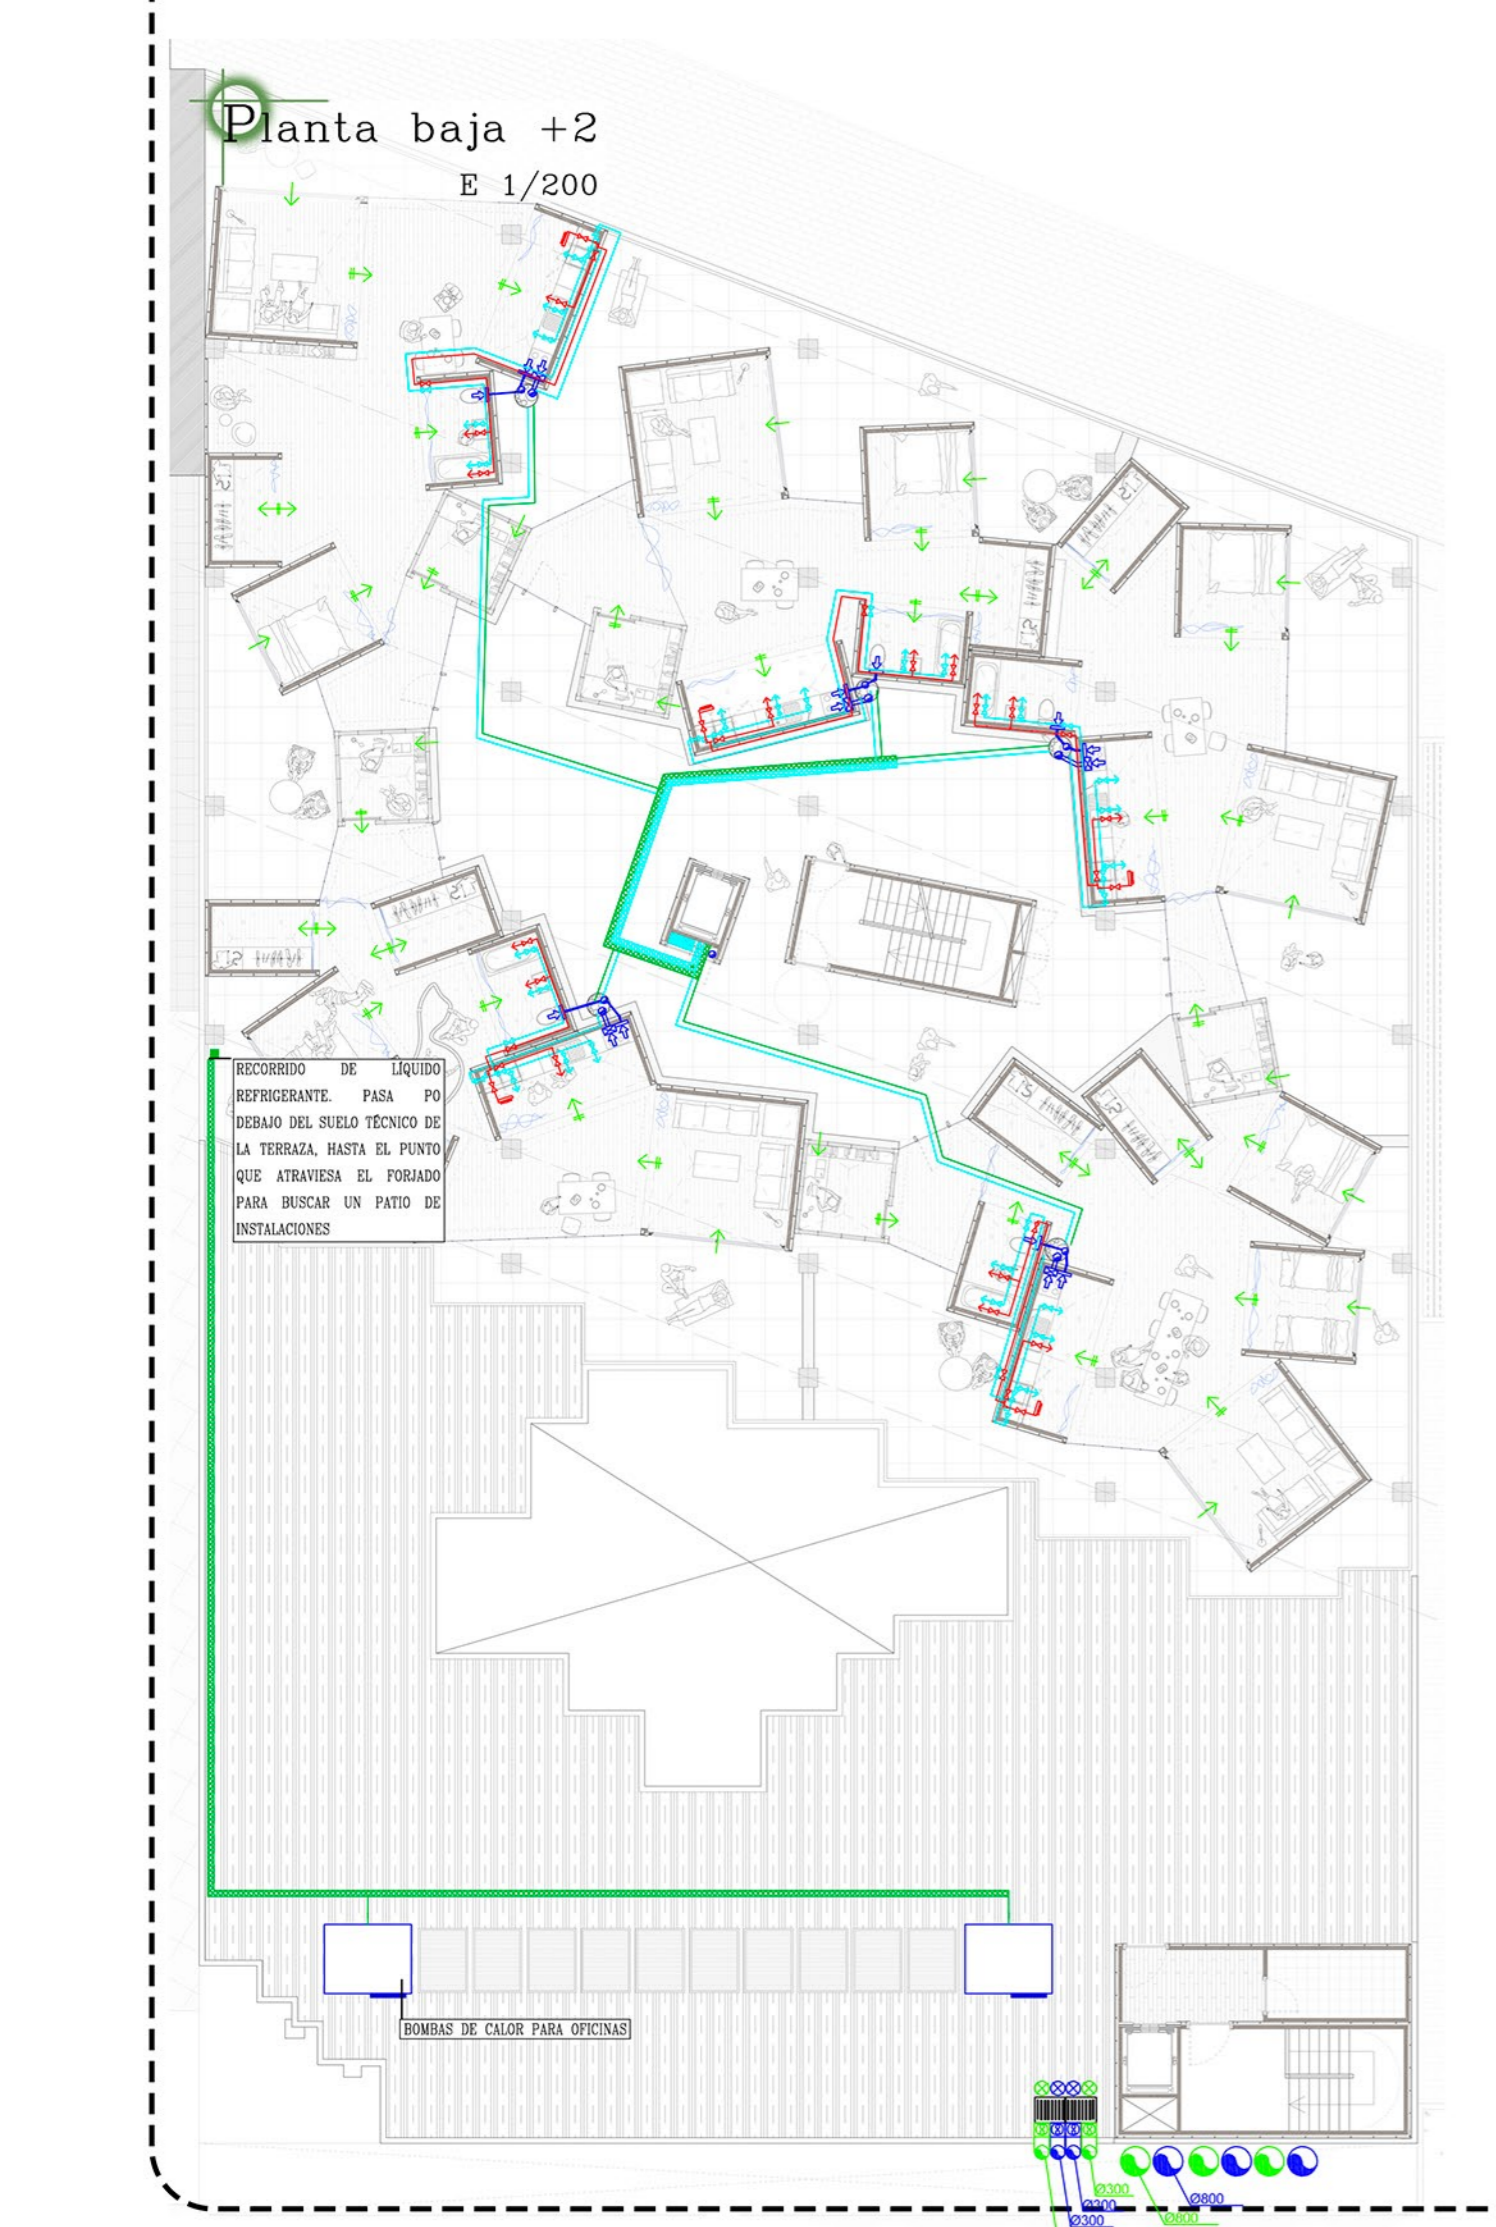 Planta baja +2
E 1/200
RECORRIDO DE LÍQUIDO
REFRIGERANTE. PASA PO
DEBAJO DEL SUELO TÉCNICO DE
LA TERRAZA, HASTA EL PUNTO
QUE ATRAVIESA EL FORJADO
PARA BUSCAR UN PATIO DE
INSTALACIONES
BOMBAS DE CALOR PARA OFICINAS
Ø300
Ø300
Ø300
Ø800
Ø800